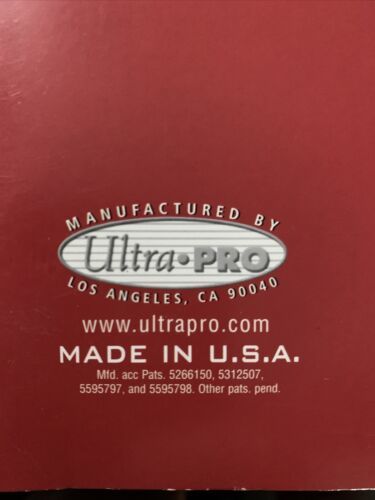 MANUFACTURED BY
Ultra•PRO
LOS ANGELES, CA 90040
www.ultrapro.com
MADE IN U.S.A.
Mfd. acc Pats. 5266150, 5312507,
5595797, and 5595798. Other pats. pend.